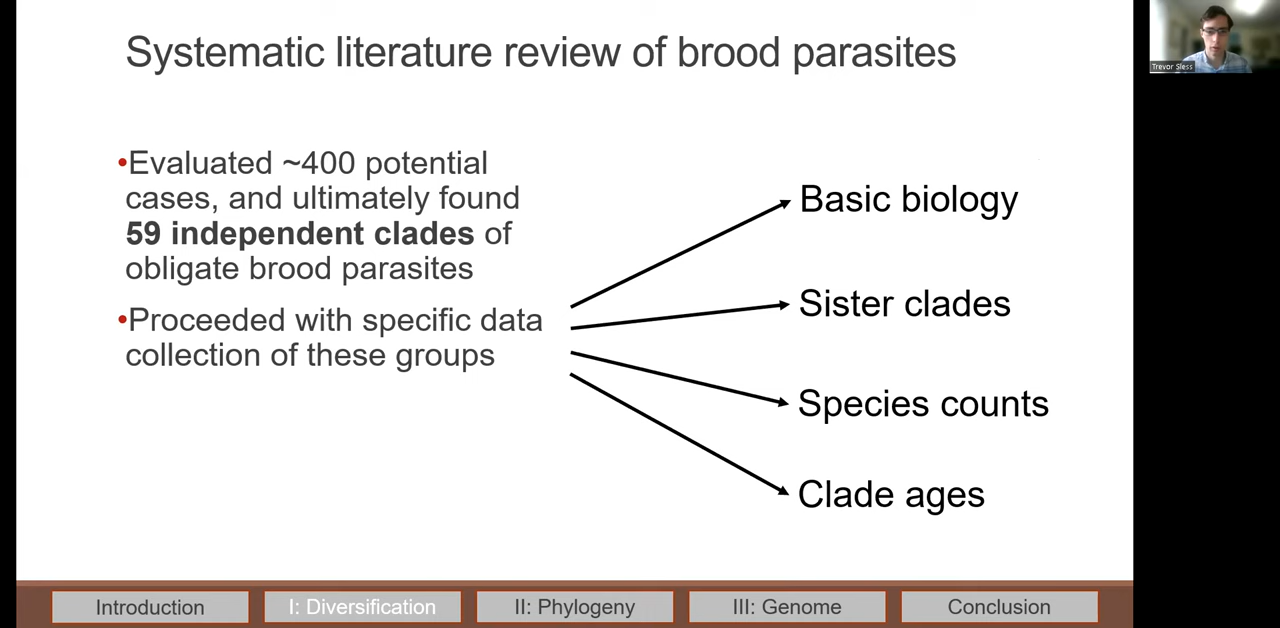 Systematic literature review of brood parasites
•Evaluated ~400 potential
cases, and ultimately found
59 independent clades of
obligate brood parasites
•Proceeded with specific data
collection of these groups
Basic biology
Sister clades
Species counts
Clade ages
Introduction
I: Diversification
II: Phylogeny
III: Genome
Conclusion
Trevor Sless